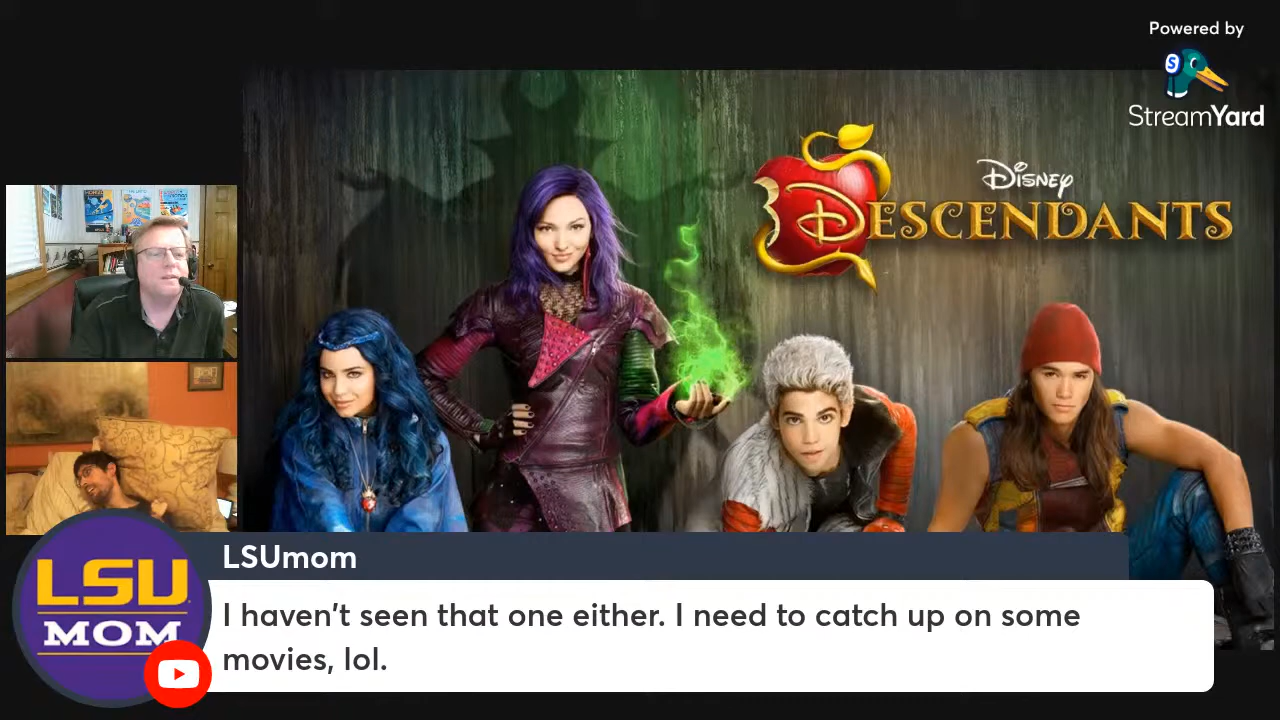 Powered by
StreamYard
DISNEY
DESCENDANTS
LSU
MOM
LSUmom
I haven’t seen that one either. I need to catch up on some
movies, lol.